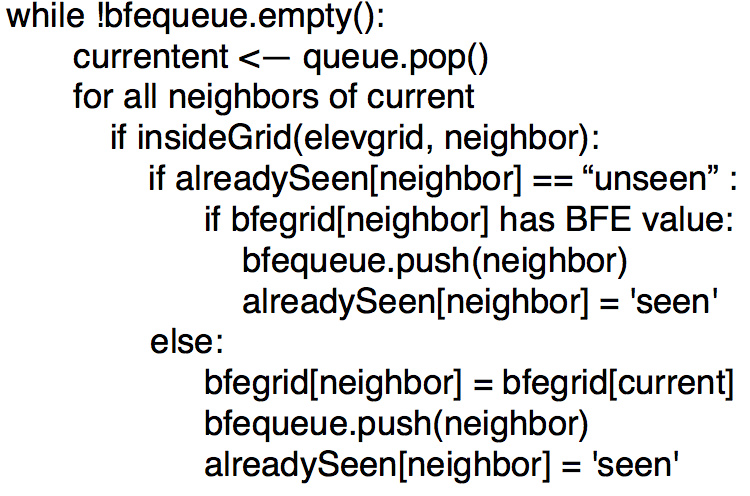 while !bfequeue.empty():
currentent <— queue.pop()
for all neighbors of current
if insideGrid(elevgrid, neighbor):
if alreadySeen[neighbor] == “unseen” :
if bfegrid[neighbor] has BFE value:
bfequeue.push(neighbor)
alreadySeen[neighbor] = 'seen'
else:
bfegrid[neighbor] = bfegrid[current]
bfequeue.push(neighbor)
alreadySeen[neighbor] = 'seen'